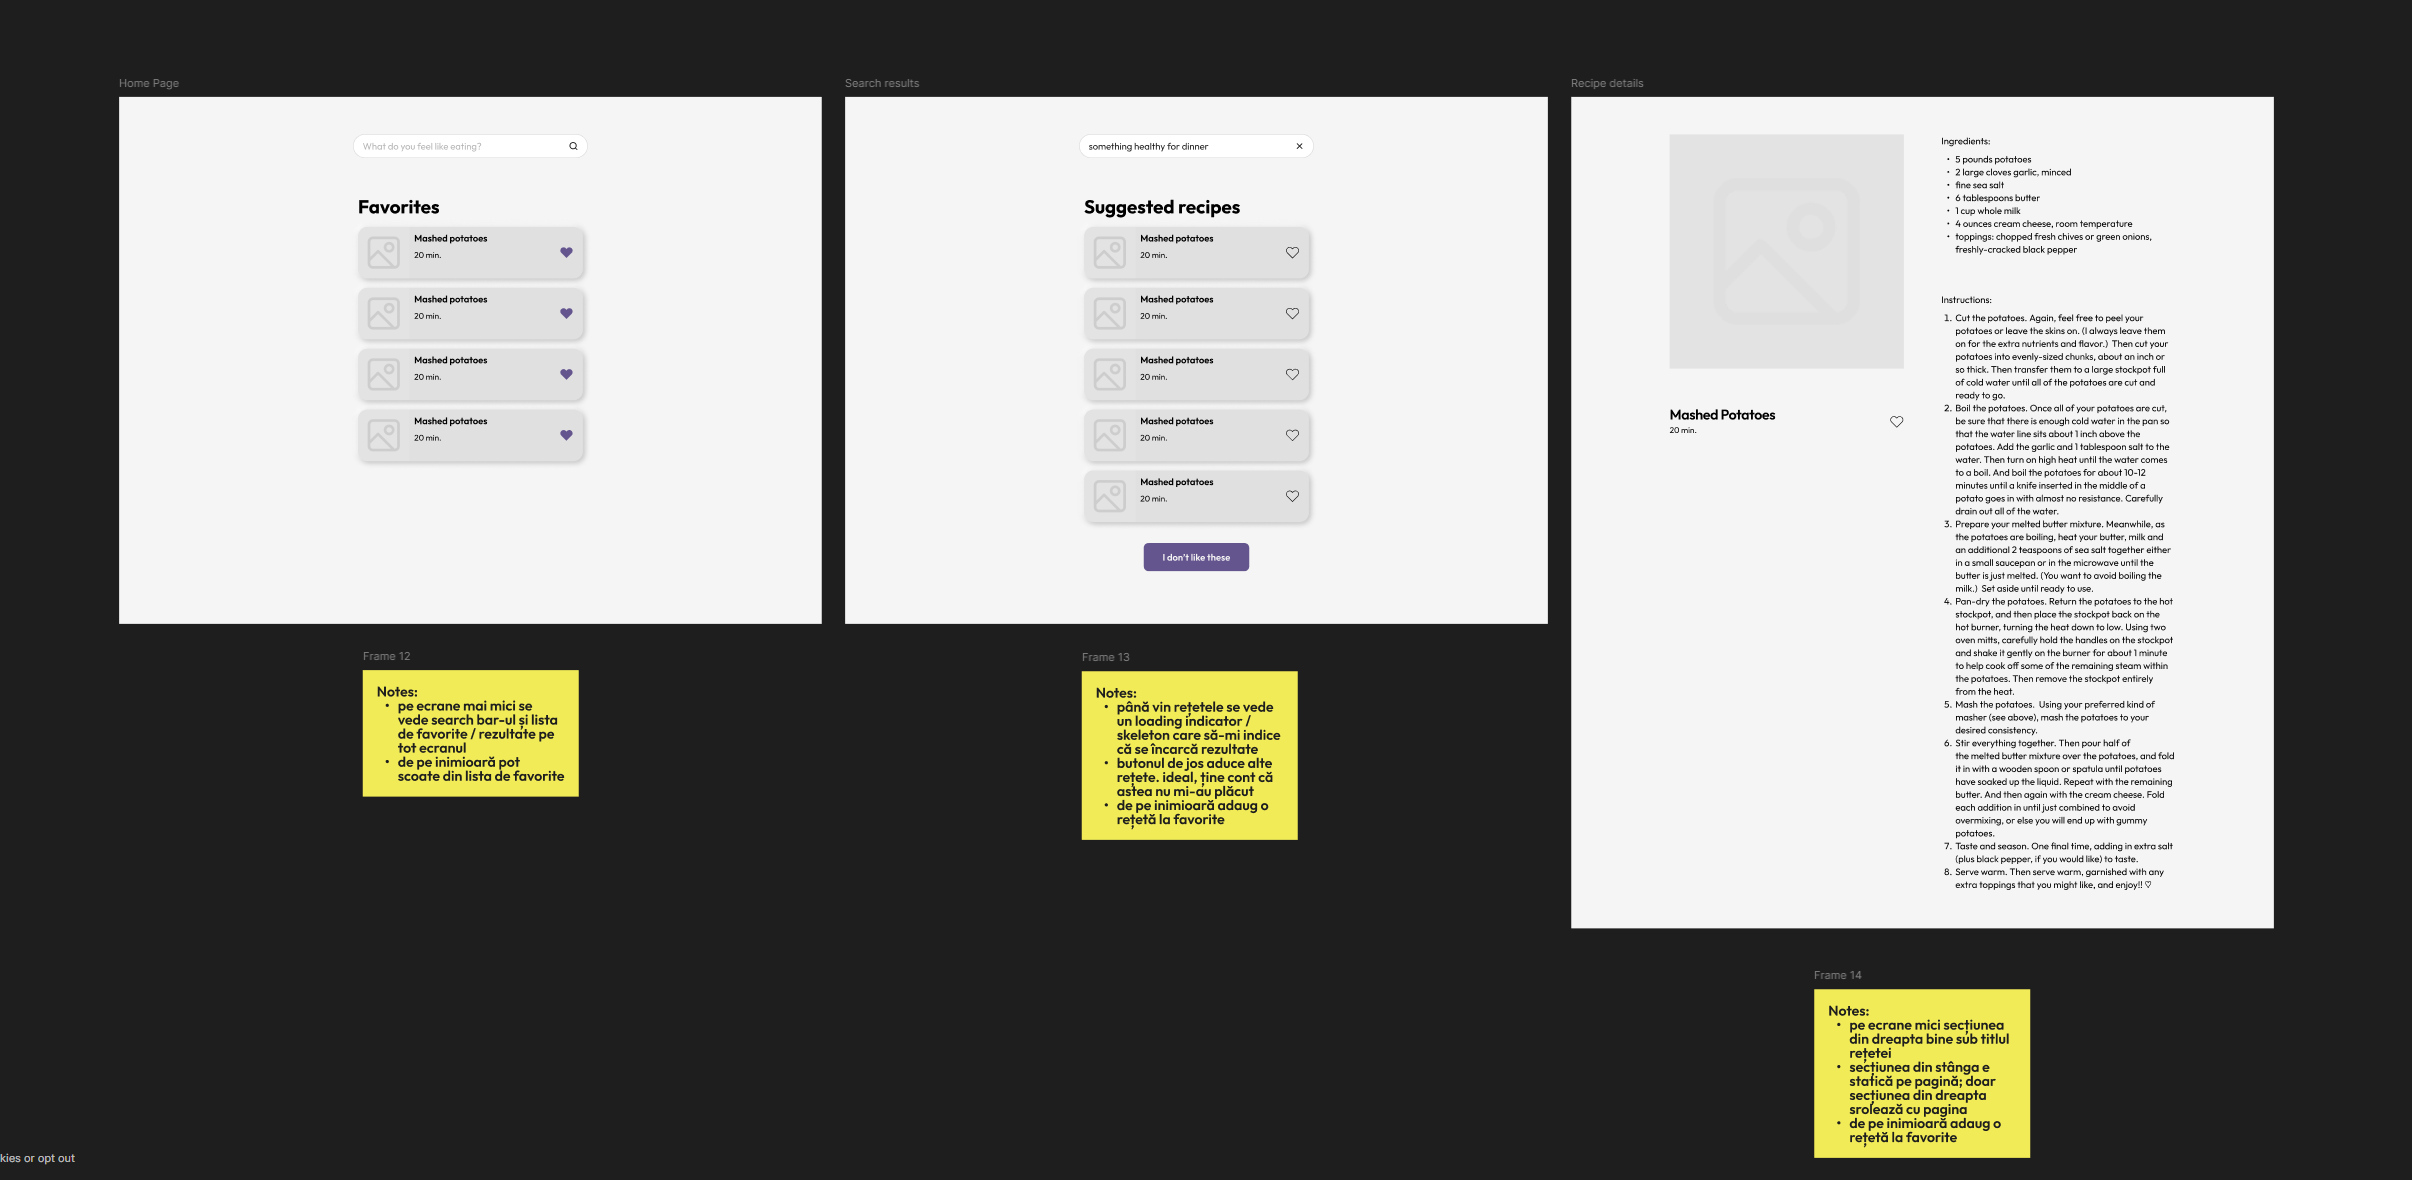 Home Page
What do you feel like eating?
Favorites
Mashed potatoes
20 min.
Mashed potatoes
20 min.
Mashed potatoes
20 min.
Mashed potatoes
20 min.
Frame 12
Notes:
• pe ecrane mai mici se
vede search bar-ul și lista
de favorite / rezultate pe
tot ecranul
• de pe inimioară pot
scoate din lista de favorite
Search results
something healthy for dinner
Suggested recipes
Mashed potatoes
20 min.
Mashed potatoes
20 min.
Mashed potatoes
20 min.
Mashed potatoes
20 min.
Mashed potatoes
20 min.
I don't like these
Frame 13
Notes:
• până vin rețetele se vede
un loading indicator /
skeleton care să-mi indice
că se încarcă rezultate
• butonul de jos aduce alte
rețete. ideal, ține cont că
astea nu mi-au plăcut
• de pe inimioară adaug o
rețetă la favorite
Recipe details
Mashed Potatoes
20 min.
Ingredients:
• 5 pounds potatoes
• 2 large cloves garlic, minced
• fine sea salt
• 6 tablespoons butter
• 1 cup whole milk
• 4 ounces cream cheese, room temperature
• toppings: chopped fresh chives or green onions,
freshly-cracked black pepper
Instructions:
1. Cut the potatoes. Again, feel free to peel your
potatoes or leave the skins on. (I always leave them
on for the extra nutrients and flavor.)  Then cut your
potatoes into evenly-sized chunks, about an inch or
so thick. Then transfer them to a large stockpot full
of cold water until all of the potatoes are cut and
ready to go.
2. Boil the potatoes. Once all of your potatoes are cut,
be sure that there is enough cold water in the pan so
that the water line sits about 1 inch above the
potatoes. Add the garlic and 1 tablespoon salt to the
water. Then turn on high heat until the water comes
to a boil. And boil the potatoes for about 10-12
minutes until a knife inserted in the middle of a
potato goes in with almost no resistance. Carefully
drain out all of the water.
3. Prepare your melted butter mixture. Meanwhile, as
the potatoes are boiling, heat your butter, milk and
an additional 2 teaspoons of sea salt together either
in a small saucepan or in the microwave until the
butter is just melted. (You want to avoid boiling the
milk.)  Set aside until ready to use.
4. Pan-dry the potatoes. Return the potatoes to the hot
stockpot, and then place the stockpot back on the
hot burner, turning the heat down to low. Using two
oven mitts, carefully hold the handles on the stockpot
and shake it gently on the burner for about 1 minute
to help cook off some of the remaining steam within
the potatoes. Then remove the stockpot entirely
from the heat.
5. Mash the potatoes.  Using your preferred kind of
masher (see above), mash the potatoes to your
desired consistency.
6. Stir everything together. Then pour half of
the melted butter mixture over the potatoes, and fold
it in with a wooden spoon or spatula until potatoes
have soaked up the liquid. Repeat with the remaining
butter. And then again with the cream cheese. Fold
each addition in until just combined to avoid
overmixing, or else you will end up with gummy
potatoes.
7. Taste and season. One final time, adding in extra salt
(plus black pepper, if you would like) to taste.
8. Serve warm. Then serve warm, garnished with any
extra toppings that you might like, and enjoy!! ♡
Frame 14
Notes:
• pe ecrane mici secțiunea
din dreapta bine sub titlul
rețetei
• secțiunea din stânga e
statică pe pagină; doar
secțiunea din dreapta
srolează cu pagina
• de pe inimioară adaug o
rețetă la favorite
kies or opt out